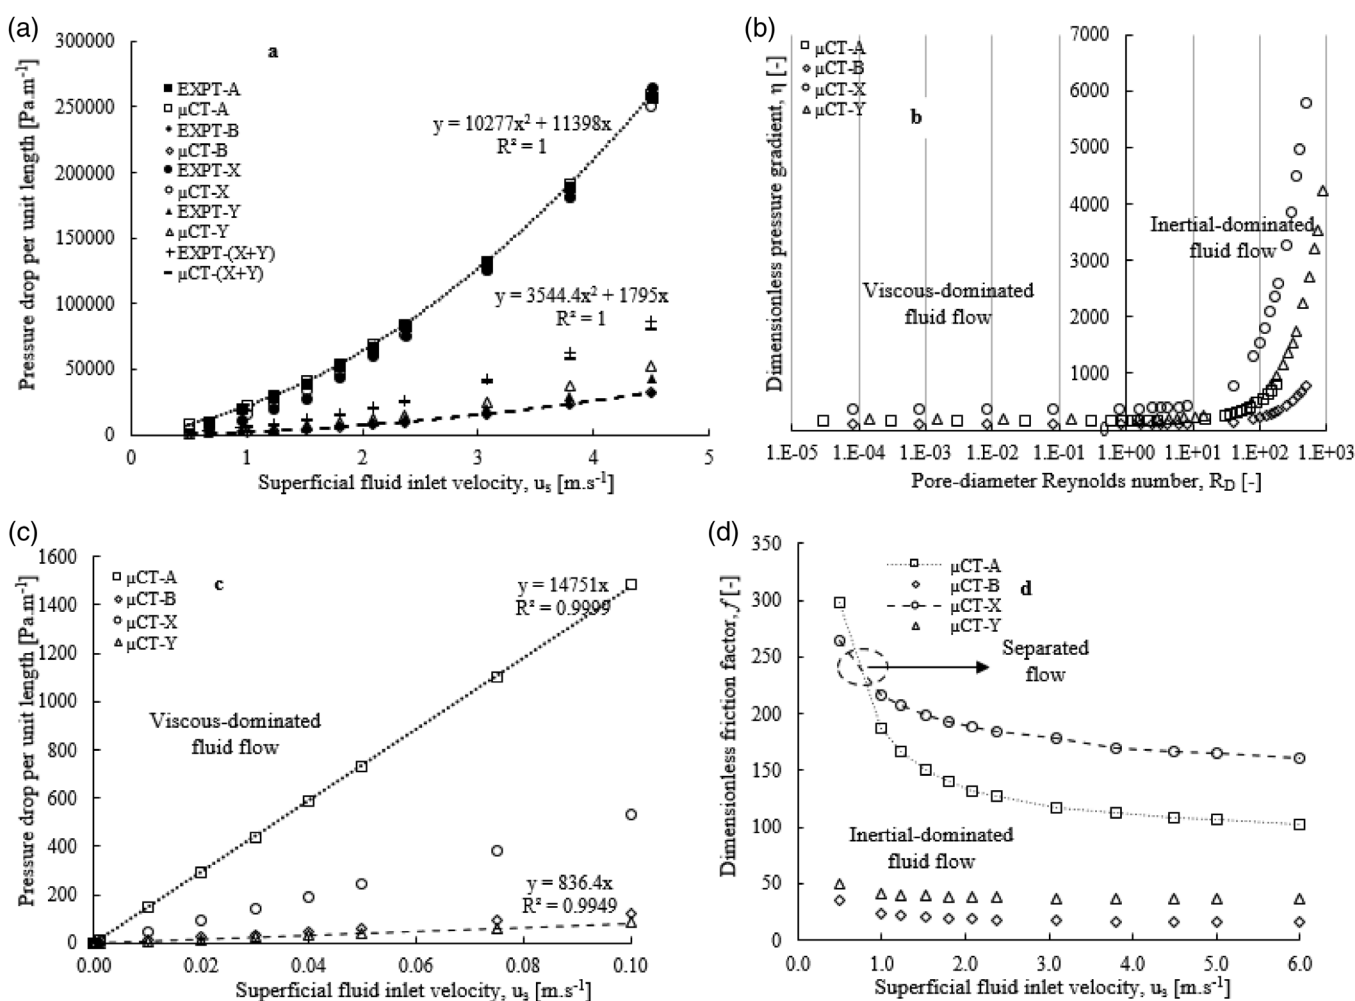 (a)
a
Pressure drop per unit length [Pa.m⁻¹]
300000
250000
200000
150000
100000
50000
0
EXPT-A
μCT-A
EXPT-B
μCT-B
EXPT-X
μCT-X
EXPT-Y
μCT-Y
EXPT-(X+Y)
μCT-(X+Y)
y = 10277x² + 11398x
R² = 1
y = 3544.4x² + 1795x
R² = 1
0 1 2 3 4 5
Superficial fluid inlet velocity, uₛ [m.s⁻¹]
(b)
b
Dimensionless pressure gradient, η [-]
7000
6000
5000
4000
3000
2000
1000
0
μCT-A
μCT-B
μCT-X
μCT-Y
Viscous-dominated
fluid flow
Inertial-dominated
fluid flow
1.E-05 1.E-04 1.E-03 1.E-02 1.E-01 1.E+00 1.E+01 1.E+02 1.E+03
Pore-diameter Reynolds number, R_D [-]
(c)
c
Pressure drop per unit length [Pa.m⁻¹]
1600
1400
1200
1000
800
600
400
200
0
μCT-A
μCT-B
μCT-X
μCT-Y
y = 14751x
R² = 0.9999
Viscous-dominated
fluid flow
y = 836.4x
R² = 0.9949
0.00 0.02 0.04 0.06 0.08 0.10
Superficial fluid inlet velocity, uₛ [m.s⁻¹]
(d)
d
Dimensionless friction factor, f [-]
350
300
250
200
150
100
50
0
μCT-A
μCT-B
μCT-X
μCT-Y
Separated
flow
Inertial-dominated
fluid flow
0.0 1.0 2.0 3.0 4.0 5.0 6.0
Superficial fluid inlet velocity, uₛ [m.s⁻¹]